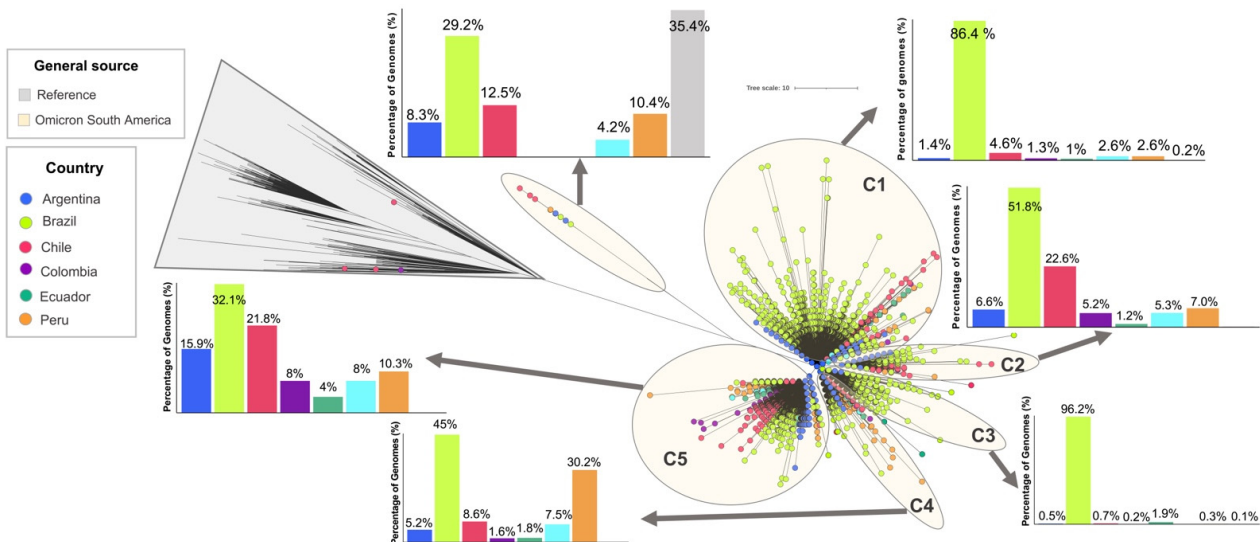 General source
Reference
Omicron South America
Country
Argentina
Brazil
Chile
Colombia
Ecuador
Peru
Percentage of Genomes (%)
8.3%
29.2%
12.5%
4.2%
10.4%
35.4%
Tree scale: 10
Percentage of genomes (%)
1.4%
86.4 %
4.6%
1.3%
1%
2.6%
2.6%
0.2%
C1
Percentage of Genomes (%)
6.6%
51.8%
22.6%
5.2%
1.2%
5.3%
7.0%
C2
Percentage of Genomes (%)
15.9%
32.1%
21.8%
8%
4%
8%
10.3%
C3
Percentage of Genomes (%)
0.5%
96.2%
0.7%
0.2%
1.9%
0.3%
0.1%
C5
C4
Percentage of Genomes (%)
5.2%
45%
8.6%
1.6%
1.8%
7.5%
30.2%